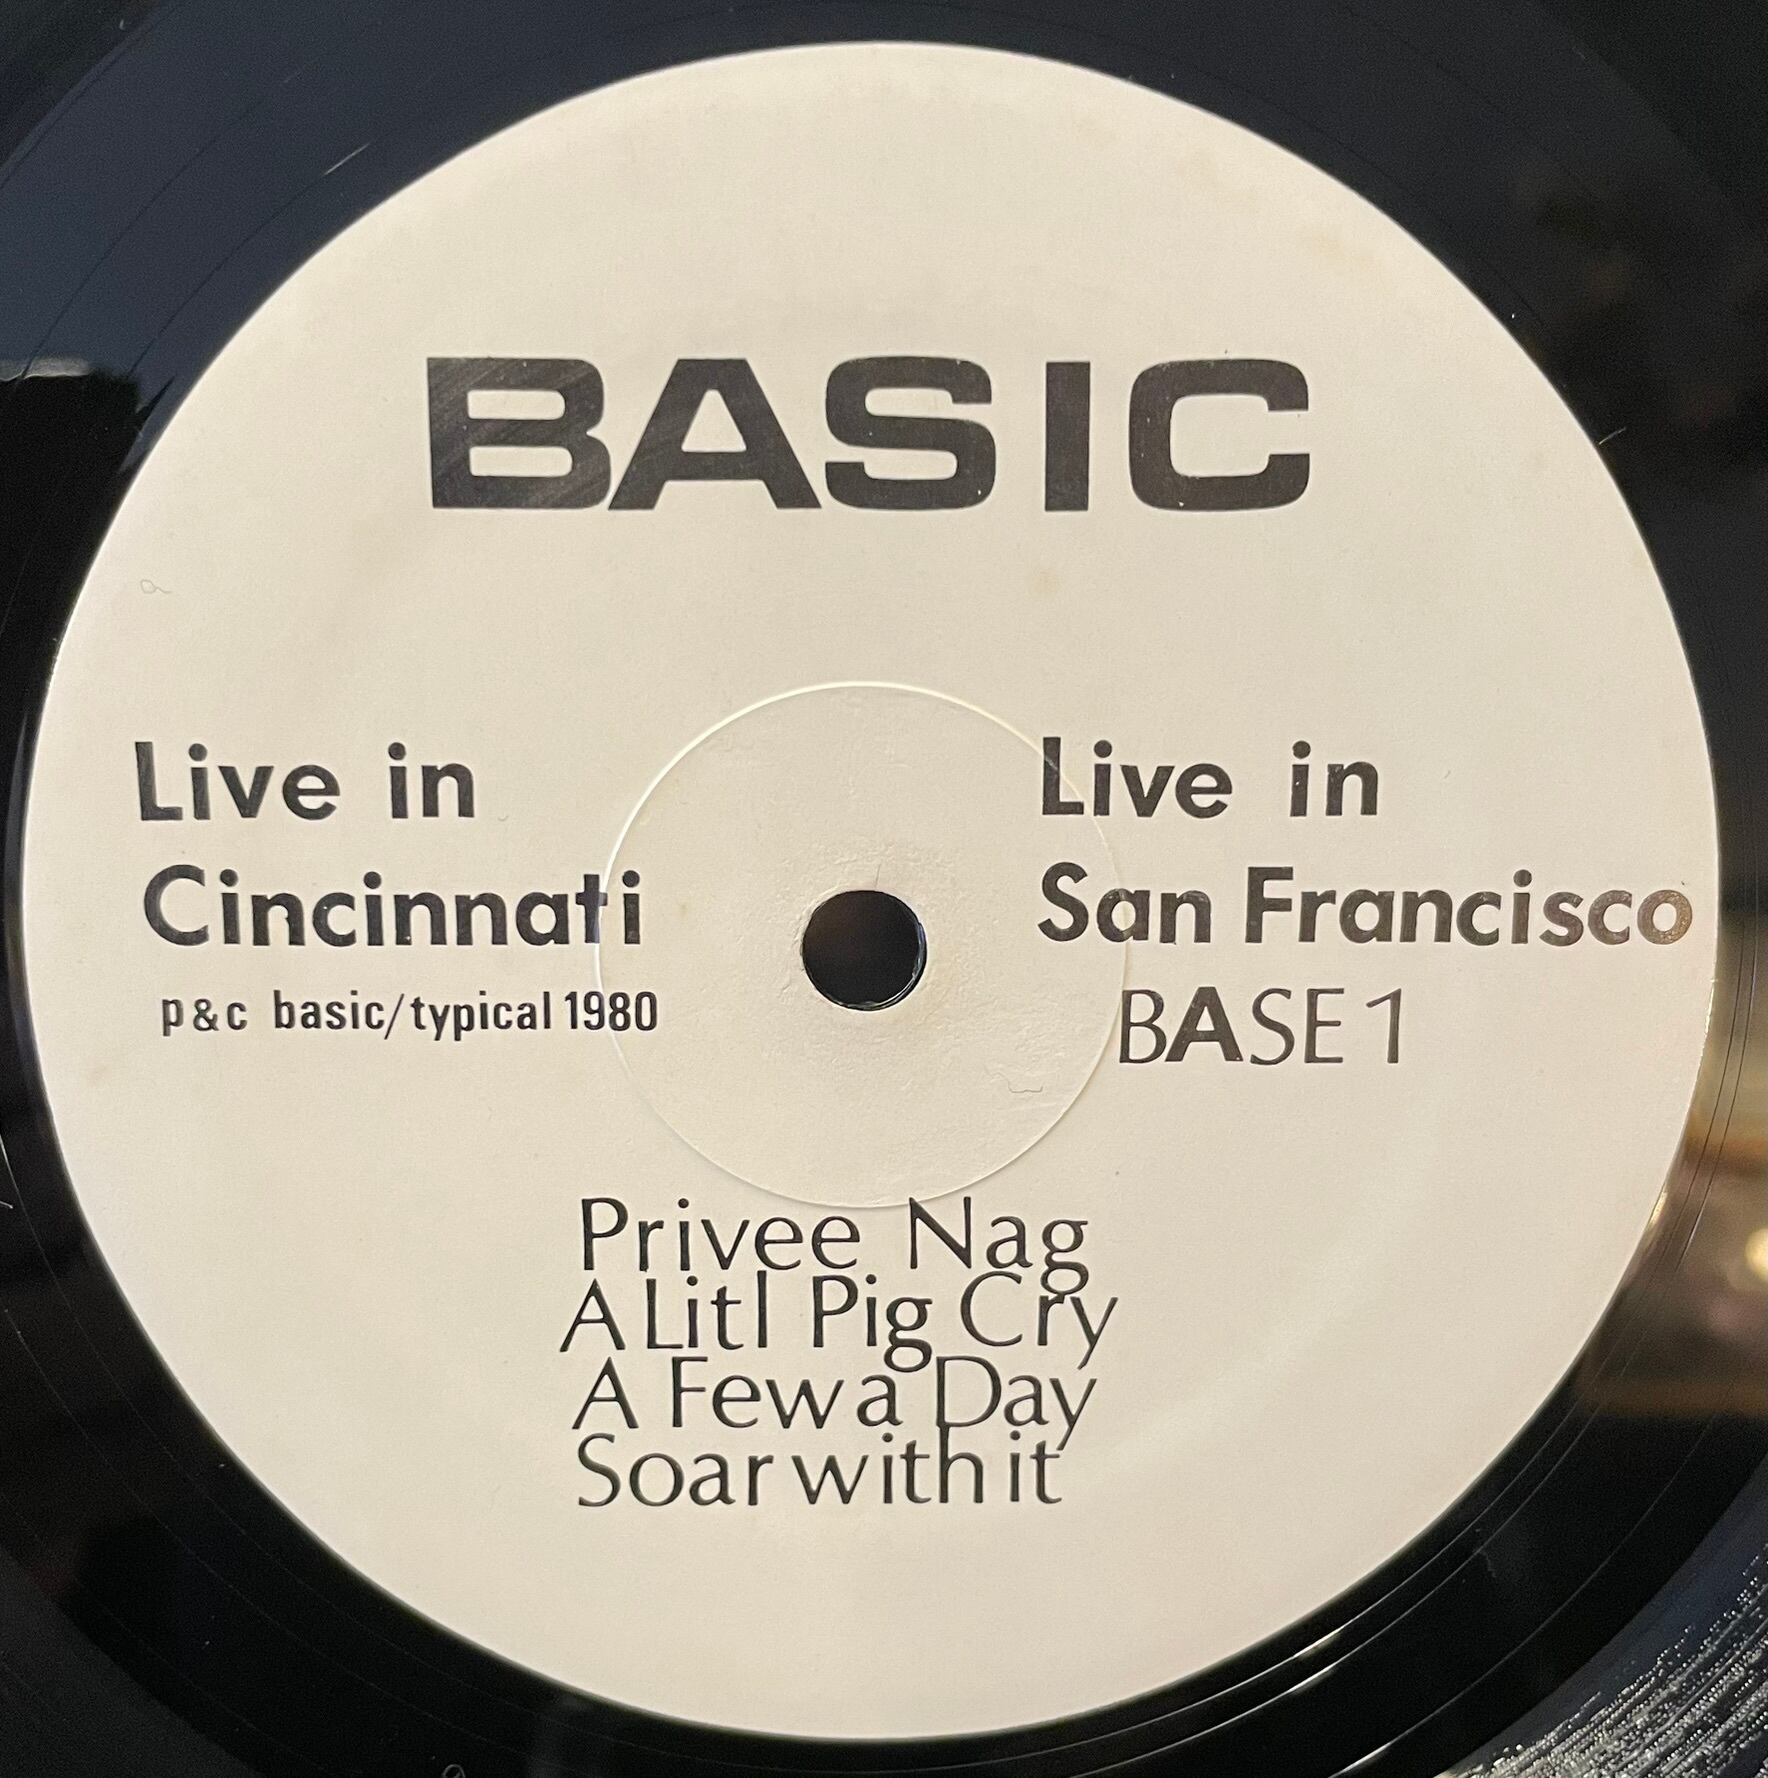 BASIC
Live in
Cincinnati
p&c basic/typical 1980
Live in
San Francisco
BASE 1
Privee Nag
A Litl Pig Cry
A Few a Day
Soar with it